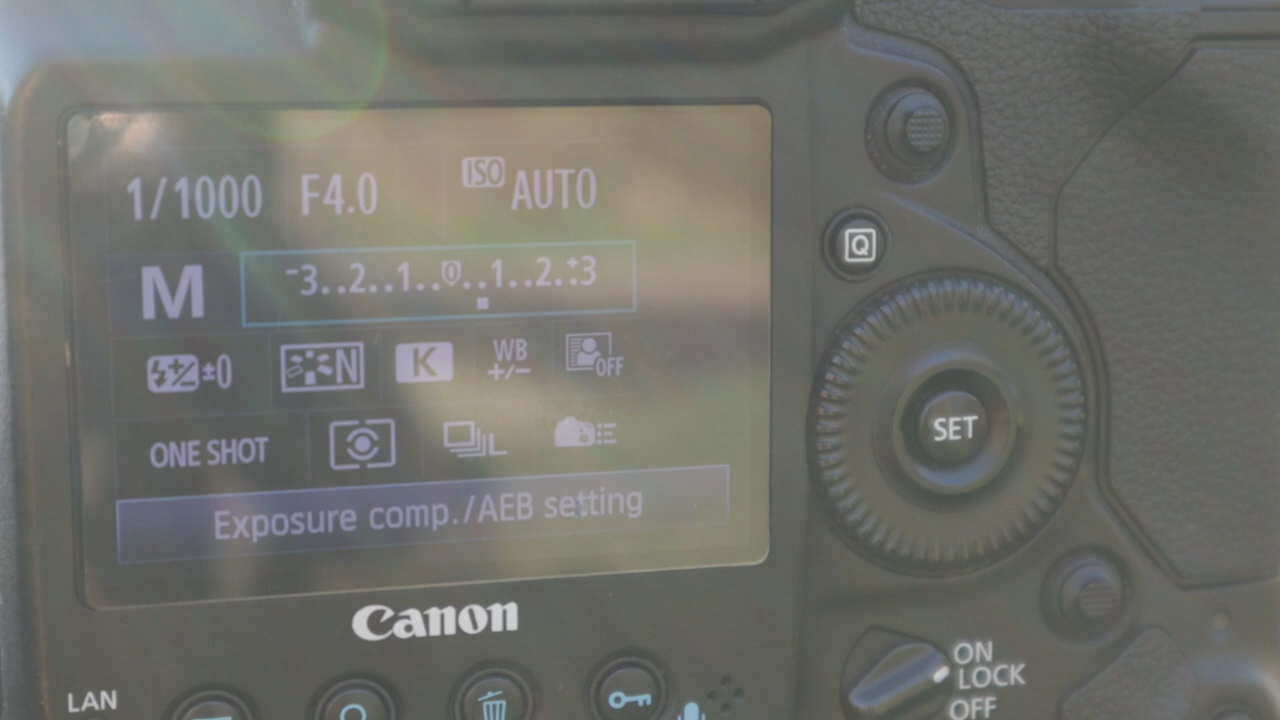 1/1000 F4.0 ISO AUTO
M -3..2..1..0..1..2..+3
±0 N K WB +/- OFF
ONE SHOT L
Exposure comp./AEB setting
Canon
LAN
Q
SET
ON
LOCK
OFF